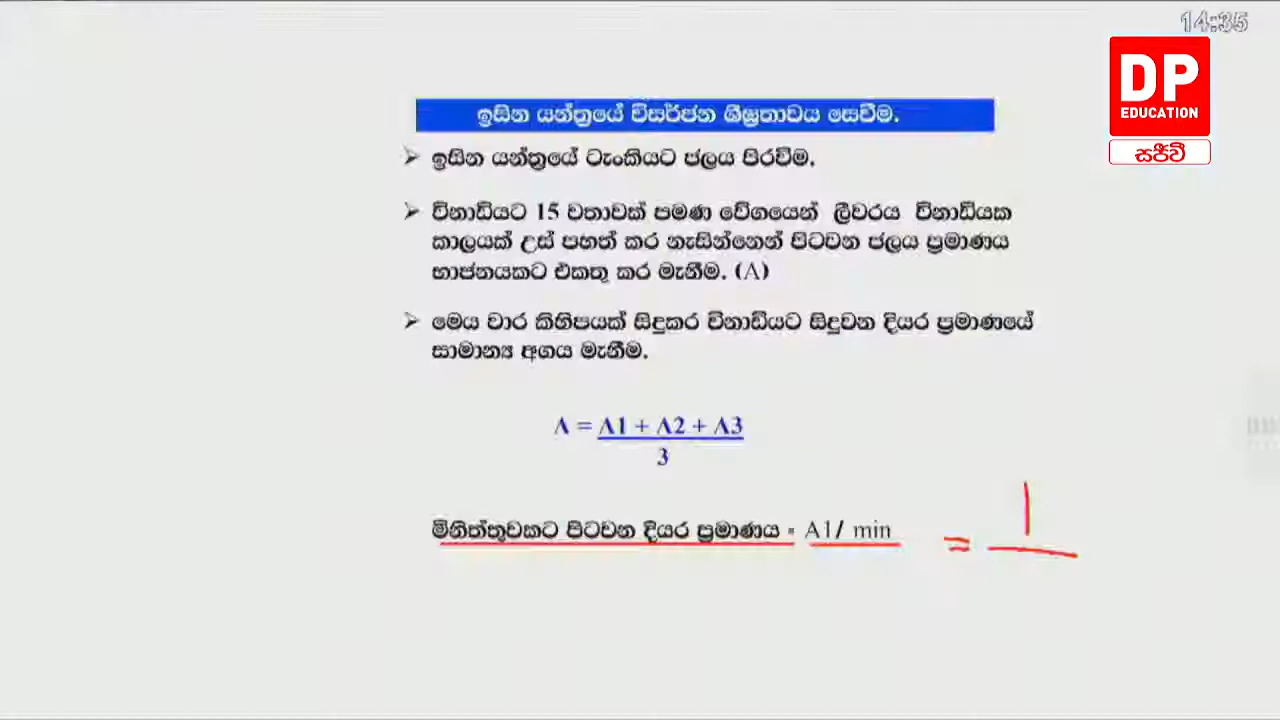 14:35
DP
EDUCATION
සජීවී
ඉසින යන්ත්‍රයේ විසර්ජන ශීඝ්‍රතාවය සෙවීම.
➢ ඉසින යන්ත්‍රයේ ටැංකියට ජලය පිරවීම.
➢ විනාඩියට 15 වතාවක් පමණ වේගයෙන් ලීවරය විනාඩියක
කාලයක් උස් පහත් කර නැසින්නෙන් පිටවන ජලය ප්‍රමාණය
භාජනයකට එකතු කර මැනීම. (A)
➢ මෙය වාර කිහිපයක් සිදුකර විනාඩියට සිදුවන දියර ප්‍රමාණයේ
සාමාන්‍ය අගය මැනීම.
A = A1 + A2 + A3
3
මිනිත්තුවකට පිටවන දියර ප්‍රමාණය = A1/ min = 1